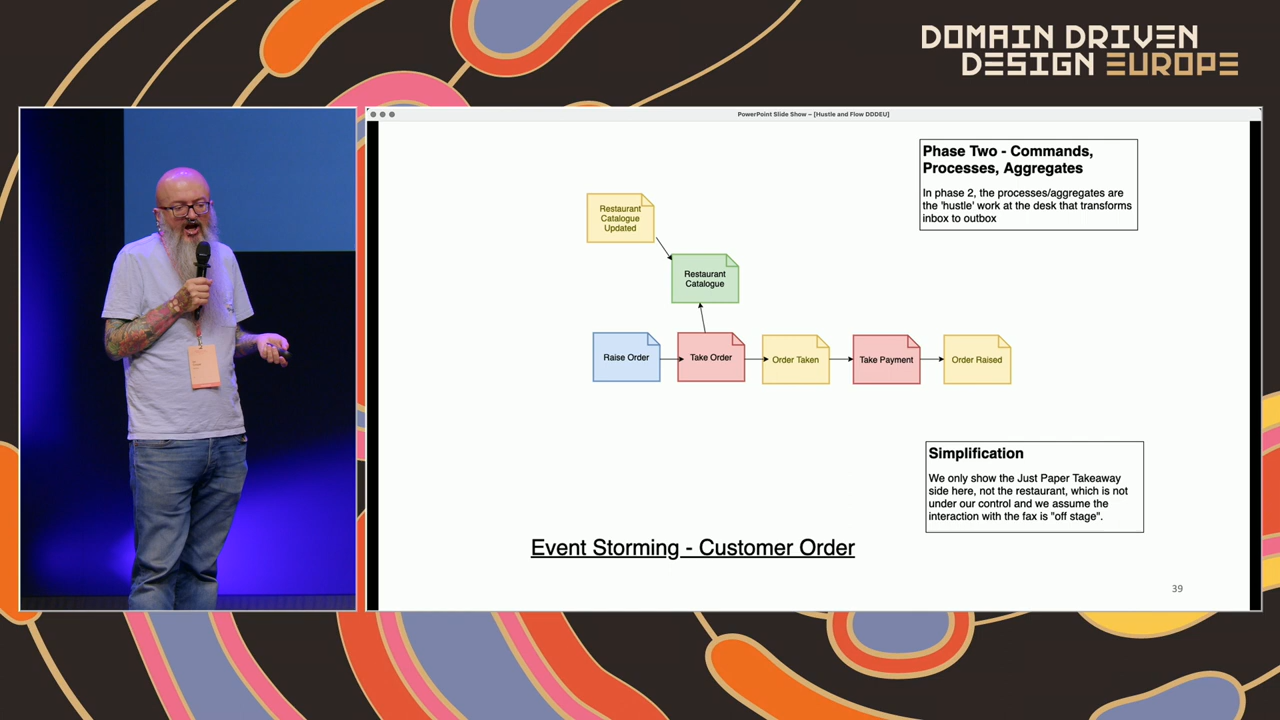 DOMAIN DRIVEN
DESIGN EUROPE
PowerPoint Slide Show – [Hustle and Flow DDDEU]
Phase Two - Commands,
Processes, Aggregates
In phase 2, the processes/aggregates are
the 'hustle' work at the desk that transforms
inbox to outbox
Restaurant
Catalogue
Updated
Restaurant
Catalogue
Raise Order
Take Order
Order Taken
Take Payment
Order Raised
Simplification
We only show the Just Paper Takeaway
side here, not the restaurant, which is not
under our control and we assume the
interaction with the fax is "off stage".
Event Storming - Customer Order
39